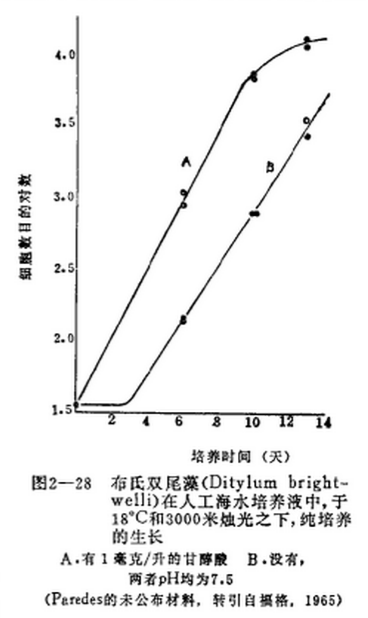 4.0
3.5
3.0
2.5
2.0
1.5
细胞数目的对数
A
B
2 4 6 8 10 12 14
培养时间（天）
图2—28 布氏双尾藻(Ditylum bright-
welli)在人工海水培养液中,于
18°C和3000米烛光之下,纯培养
的生长
A.有1毫克/升的甘醇酸 B.没有,
两者pH均为7.5
(Paredes的未公布材料, 转引自福格, 1965)